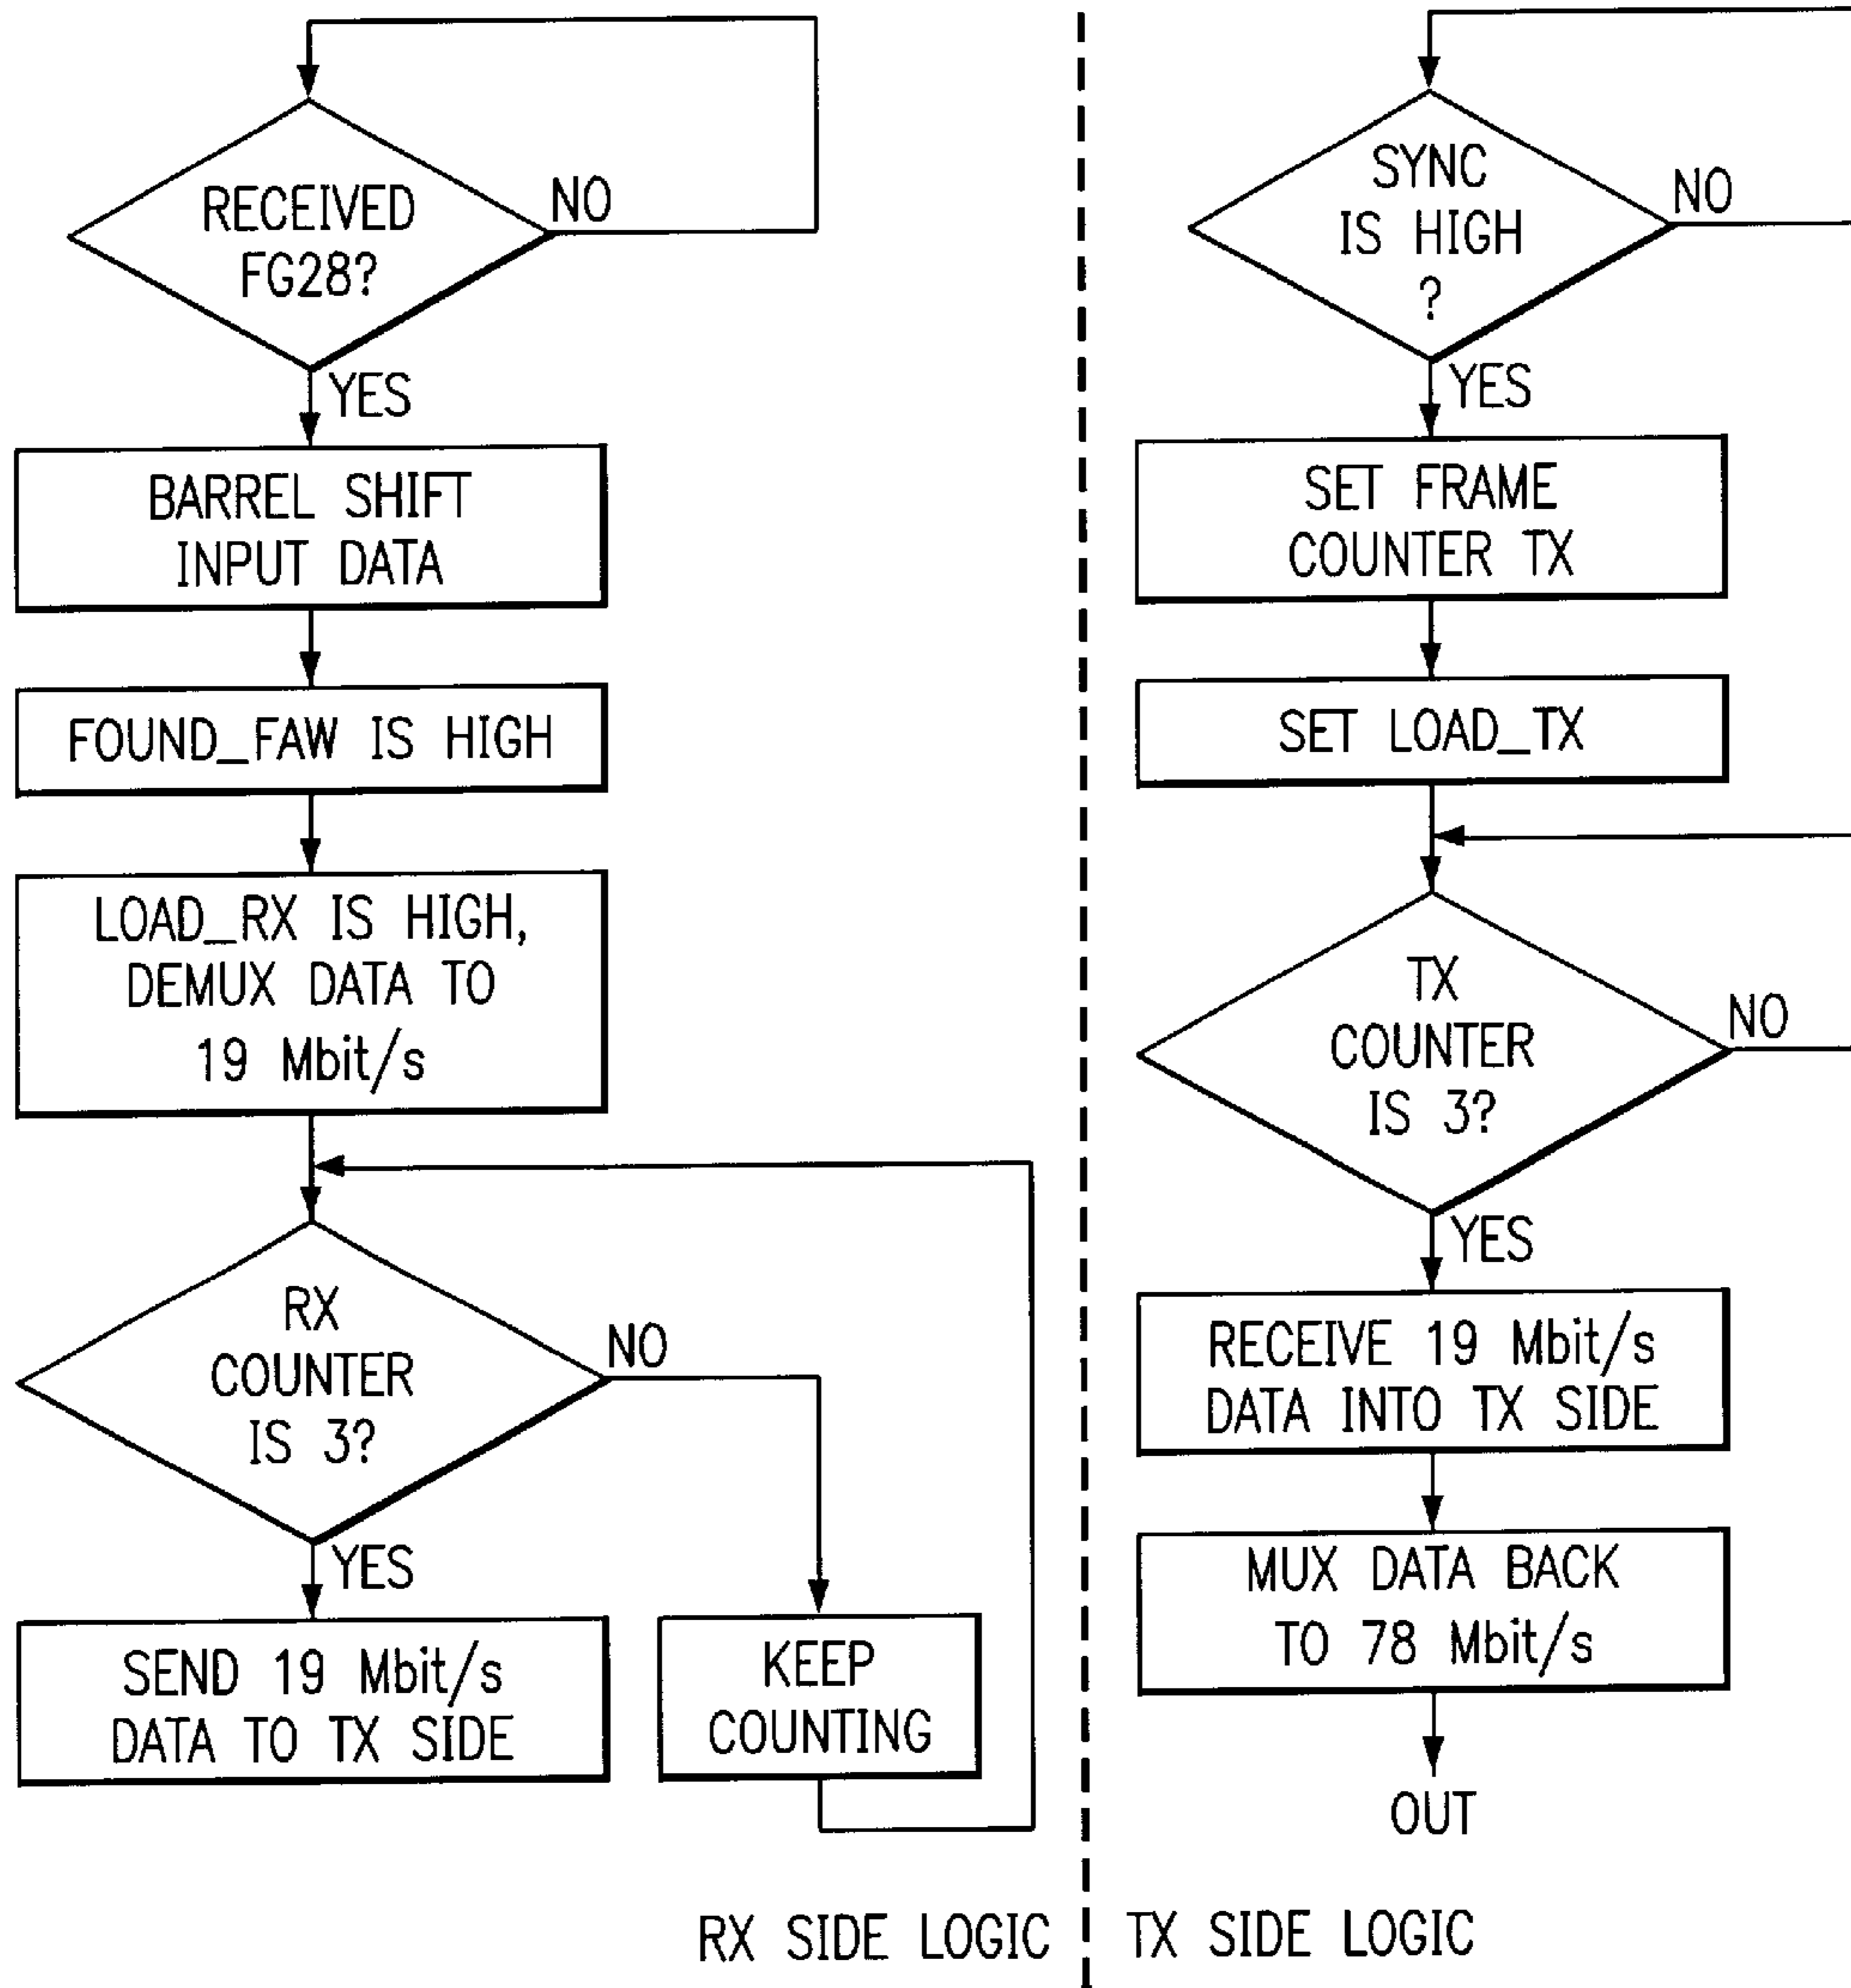 RECEIVED
FG28?
NO
YES
BARREL SHIFT
INPUT DATA
FOUND_FAW IS HIGH
LOAD_RX IS HIGH,
DEMUX DATA TO
19 Mbit/s
RX
COUNTER
IS 3?
NO
YES
SEND 19 Mbit/s
DATA TO TX SIDE
KEEP
COUNTING
RX SIDE LOGIC
SYNC
IS HIGH
?
NO
YES
SET FRAME
COUNTER TX
SET LOAD_TX
TX
COUNTER
IS 3?
NO
YES
RECEIVE 19 Mbit/s
DATA INTO TX SIDE
MUX DATA BACK
TO 78 Mbit/s
OUT
TX SIDE LOGIC